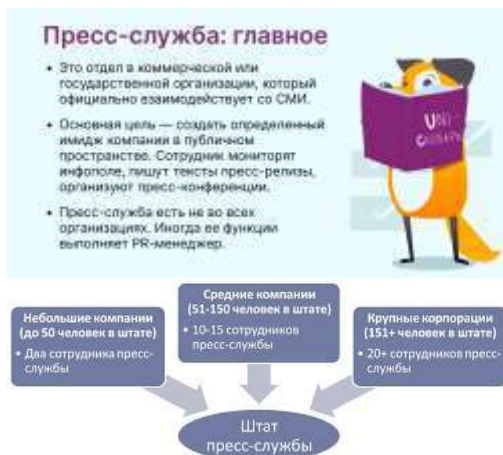 Пресс-служба: главное
• Это отдел в коммерческой или
государственной организации, который
официально взаимодействует со СМИ.
• Основная цель — создать определенный
имидж компании в публичном
пространстве. Сотрудник мониторят
инфополе, пишут тексты пресс-релизы,
организуют пресс-конференции.
• Пресс-служба есть не во всех
организациях. Иногда ее функции
выполняет PR-менеджер.
Небольшие компании
(до 50 человек в штате)
• Два сотрудника пресс-
службы
Средние компании
(51-150 человек в штате)
• 10-15 сотрудников
пресс-службы
Крупные корпорации
(151+ человек в штате)
• 20+ сотрудников пресс-
службы
Штат
пресс-службы